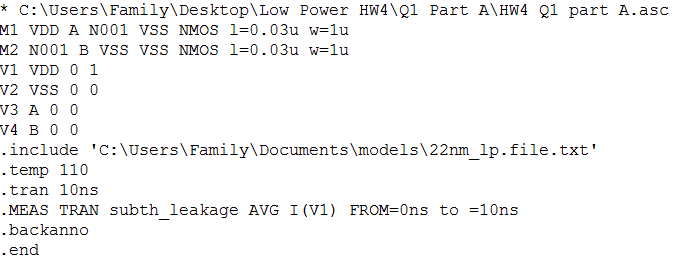 * C:\Users\Family\Desktop\Low Power HW4\Q1 Part A\HW4 Q1 part A.asc
M1 VDD A N001 VSS NMOS l=0.03u w=1u
M2 N001 B VSS VSS NMOS l=0.03u w=1u
V1 VDD 0 1
V2 VSS 0 0
V3 A 0 0
V4 B 0 0
.include 'C:\Users\Family\Documents\models\22nm_lp.file.txt'
.temp 110
.tran 10ns
.MEAS TRAN subth_leakage AVG I(V1) FROM=0ns to =10ns
.backanno
.end